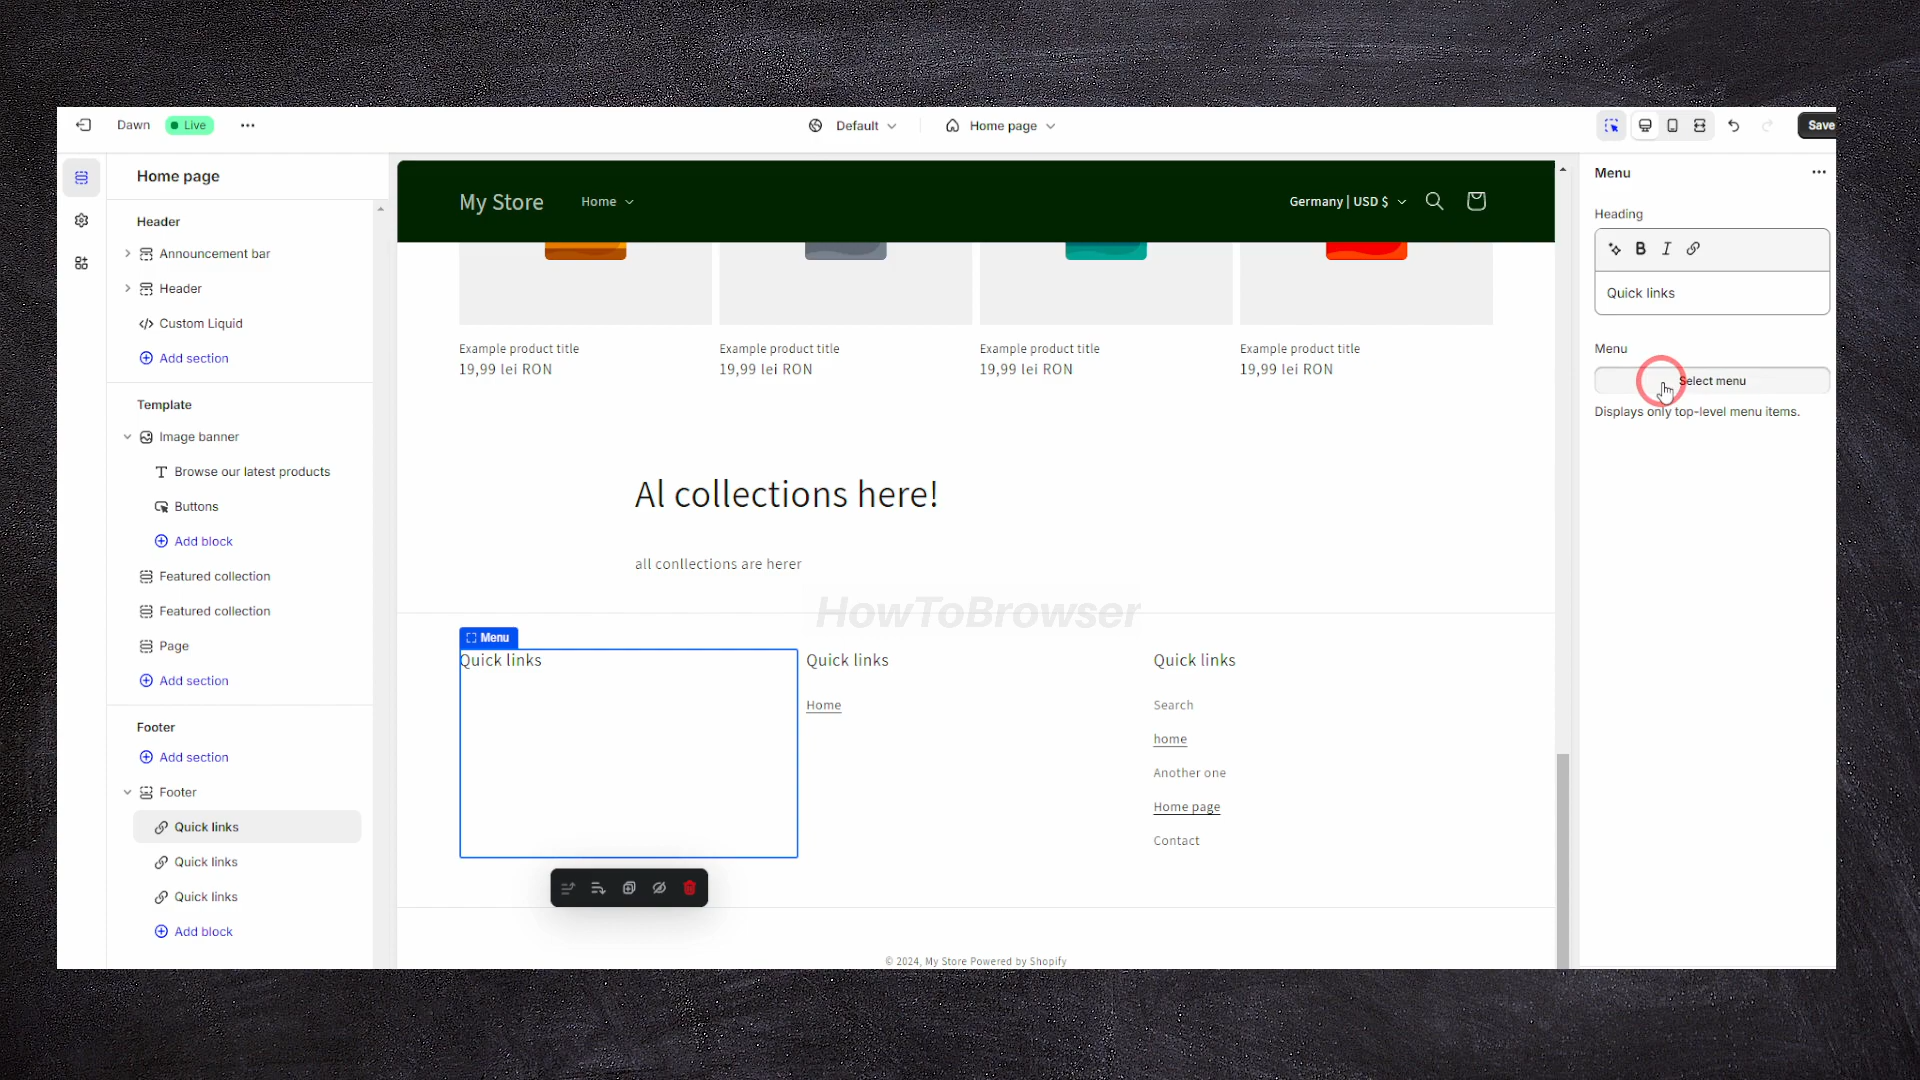 Dawn
Live
Default
Home page
Save
Home page
Header
Announcement bar
Header
Custom Liquid
Add section
Template
Image banner
Browse our latest products
Buttons
Add block
Featured collection
Featured collection
Page
Add section
Footer
Add section
Footer
Quick links
Quick links
Quick links
Add block
My Store
Home
Germany | USD $
Example product title
19,99 lei RON
Example product title
19,99 lei RON
Example product title
19,99 lei RON
Example product title
19,99 lei RON
Al collections here!
all conllections are herer
HowToBrowser
Menu
Quick links
Quick links
Home
Quick links
Search
home
Another one
Home page
Contact
© 2024, My Store Powered by Shopify
Menu
Heading
B I
Quick links
Menu
Select menu
Displays only top-level menu items.